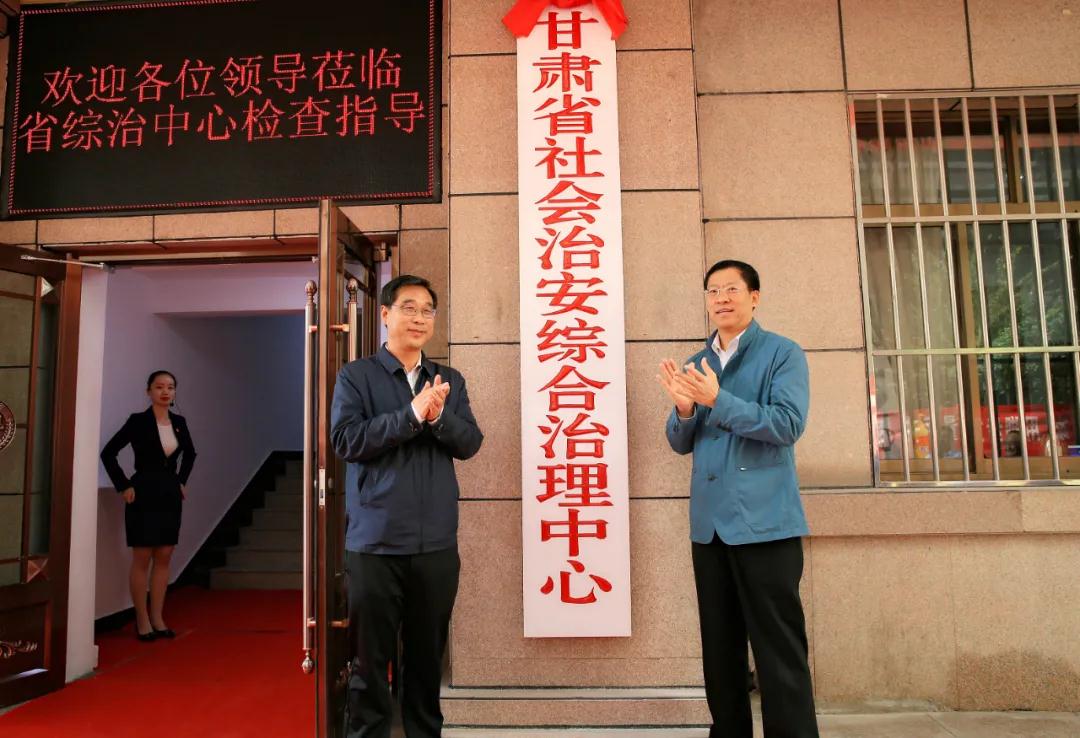 欢迎各位领导莅临
省综治中心检查指导
甘肃省社会治安综合治理中心